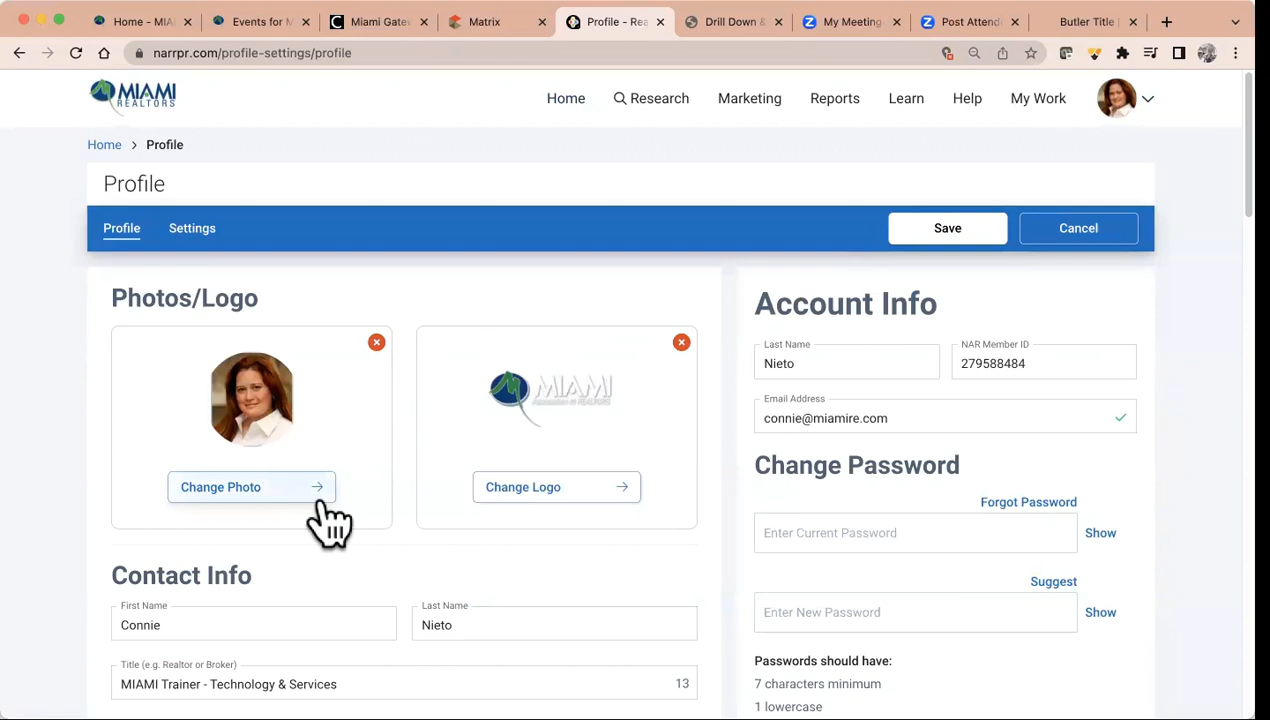 Home - MIA
Events for M
Miami Gate
Matrix
Profile - Rea
Drill Down &
My Meeting
Post Attend
Butler Title
narrpr.com/profile-settings/profile
MIAMI
REALTORS
Home
Research
Marketing
Reports
Learn
Help
My Work
Home > Profile
Profile
Profile
Settings
Save
Cancel
Photos/Logo
MIAMI
Association of REALTORS
Change Photo
Change Logo
Contact Info
First Name
Connie
Last Name
Nieto
Title (e.g. Realtor or Broker)
MIAMI Trainer - Technology & Services
13
Account Info
Last Name
Nieto
NAR Member ID
279588484
Email Address
connie@miamire.com
Change Password
Forgot Password
Enter Current Password
Show
Suggest
Enter New Password
Show
Passwords should have:
7 characters minimum
1 lowercase